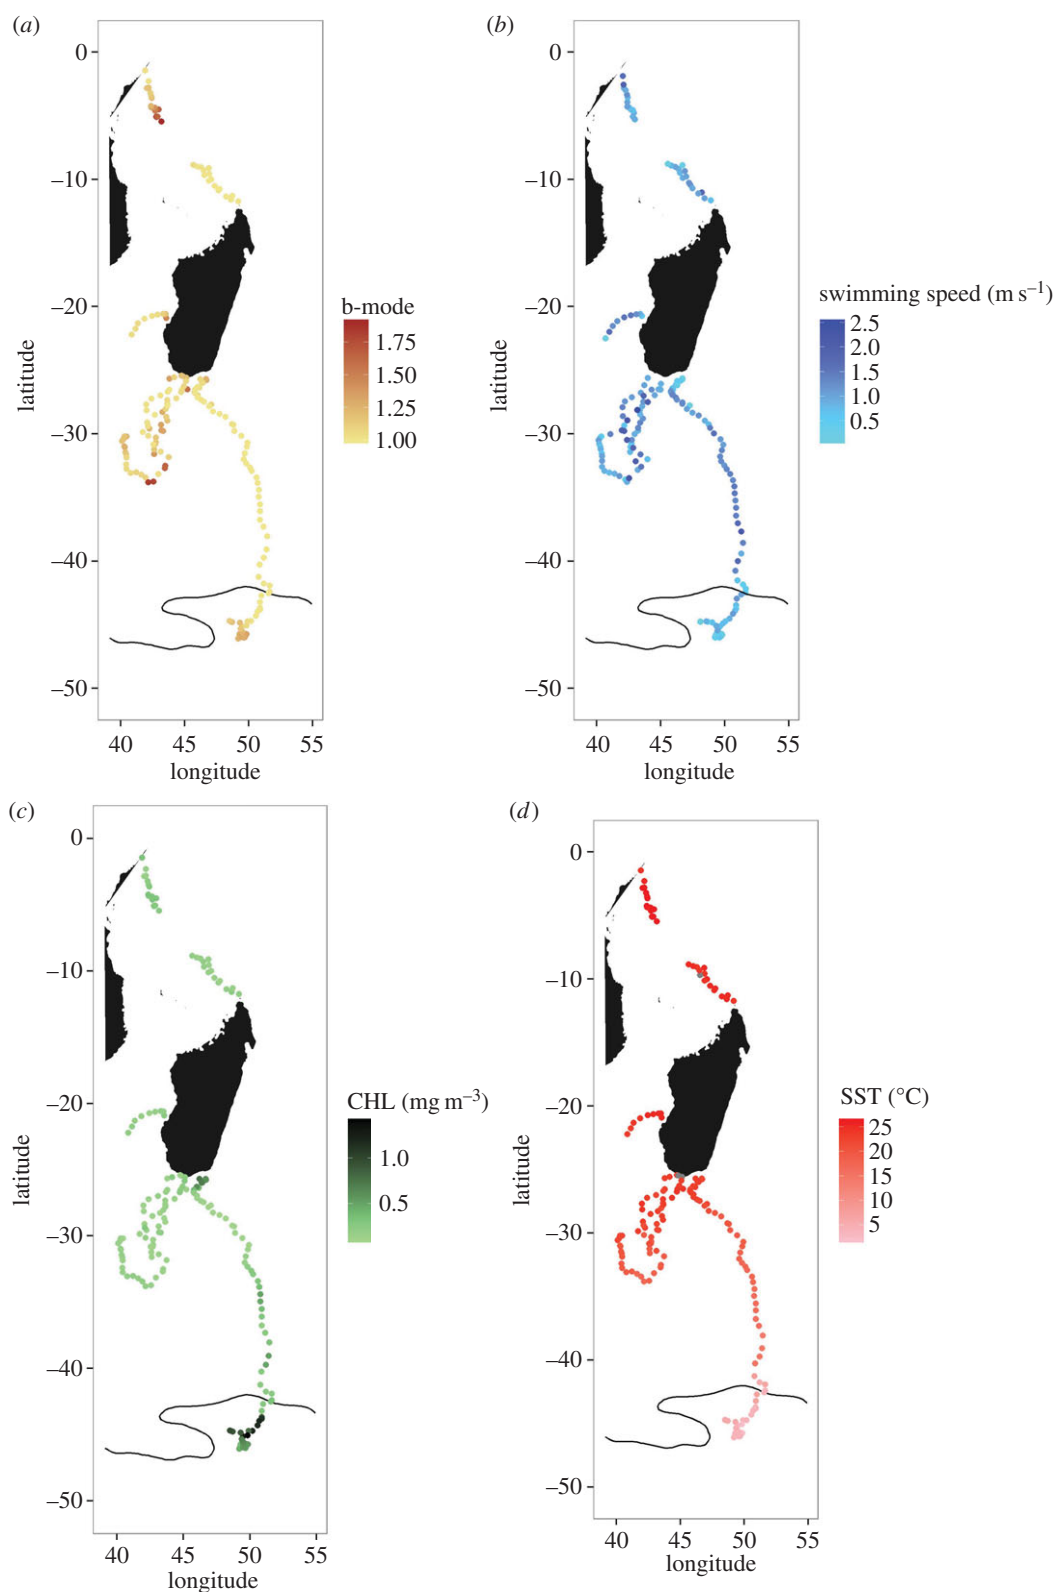 (a)
0
–10
–20
–30
–40
–50
latitude
40 45 50 55
longitude
b-mode
1.75
1.50
1.25
1.00
(b)
0
–10
–20
–30
–40
–50
latitude
40 45 50 55
longitude
swimming speed (m s–1)
2.5
2.0
1.5
1.0
0.5
(c)
0
–10
–20
–30
–40
–50
latitude
40 45 50 55
longitude
CHL (mg m–3)
1.0
0.5
(d)
0
–10
–20
–30
–40
–50
latitude
40 45 50 55
longitude
SST (°C)
25
20
15
10
5